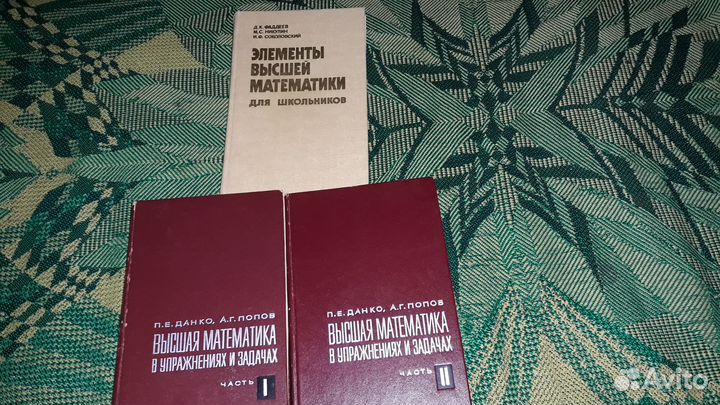 Д.К.ФАДДЕЕВ
М.С.НИКУЛИН
И.Ф.СОКОЛОВСКИЙ
ЭЛЕМЕНТЫ
ВЫСШЕЙ
МАТЕМАТИКИ
ДЛЯ ШКОЛЬНИКОВ
П.Е.ДАНКО, А.Г.ПОПОВ
ВЫСШАЯ МАТЕМАТИКА
В УПРАЖНЕНИЯХ И ЗАДАЧАХ
ЧАСТЬ I
П.Е.ДАНКО, А.Г.ПОПОВ
ВЫСШАЯ МАТЕМАТИКА
В УПРАЖНЕНИЯХ И ЗАДАЧАХ
ЧАСТЬ II
Avito